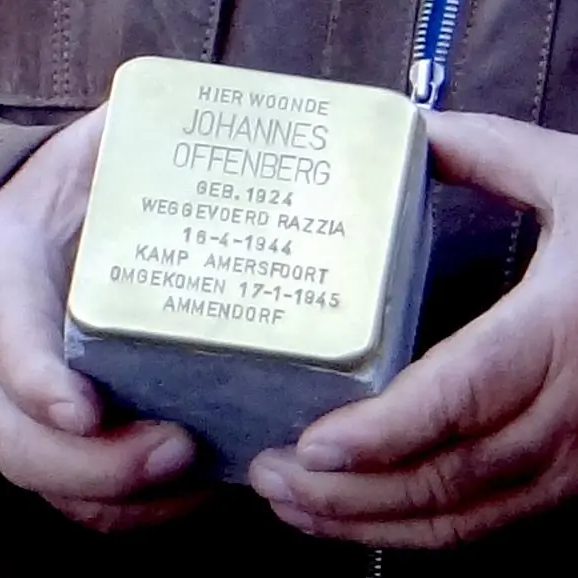 HIER WOONDE
JOHANNES
OFFENBERG
GEB. 1924
WEGGEVOERD RAZZIA
16-4-1944
KAMP AMERSFOORT
OMGEKOMEN 17-1-1945
AMMENDORF